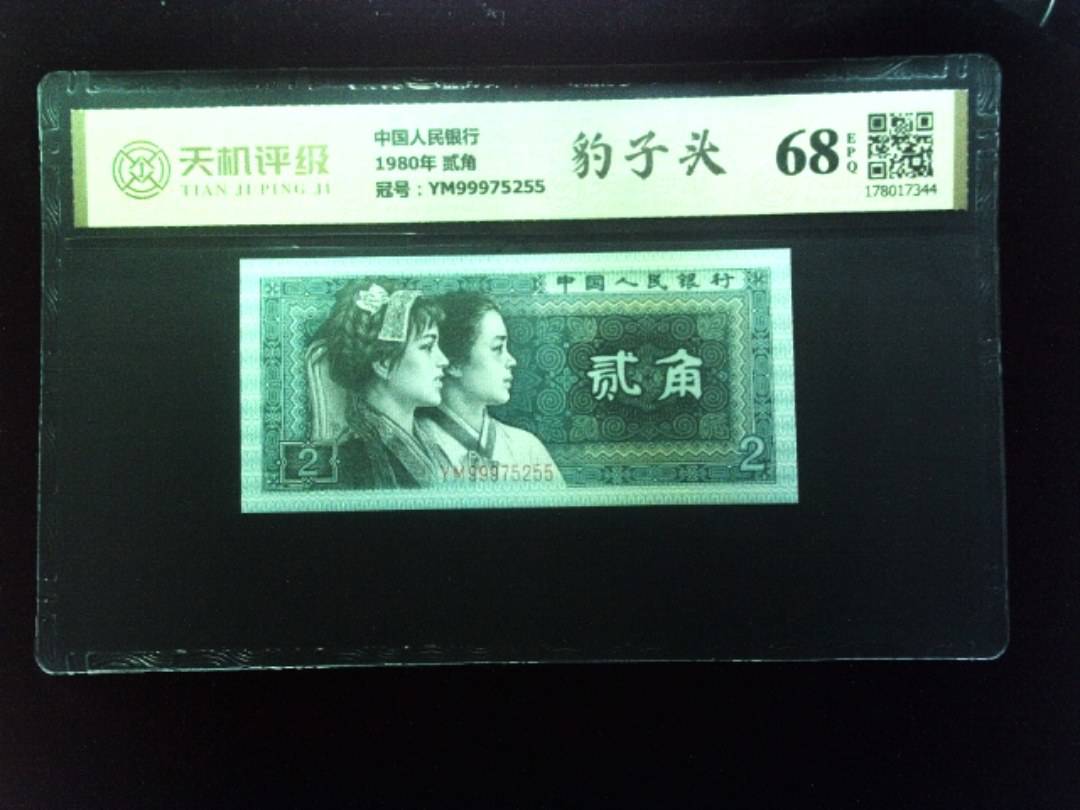 天机评级
TIAN JI PING JI
中国人民银行
1980年 贰角
冠号：YM99975255
豹子头
68
EPQ
178017344
中国人民银行
贰角
2
2
YM99975255